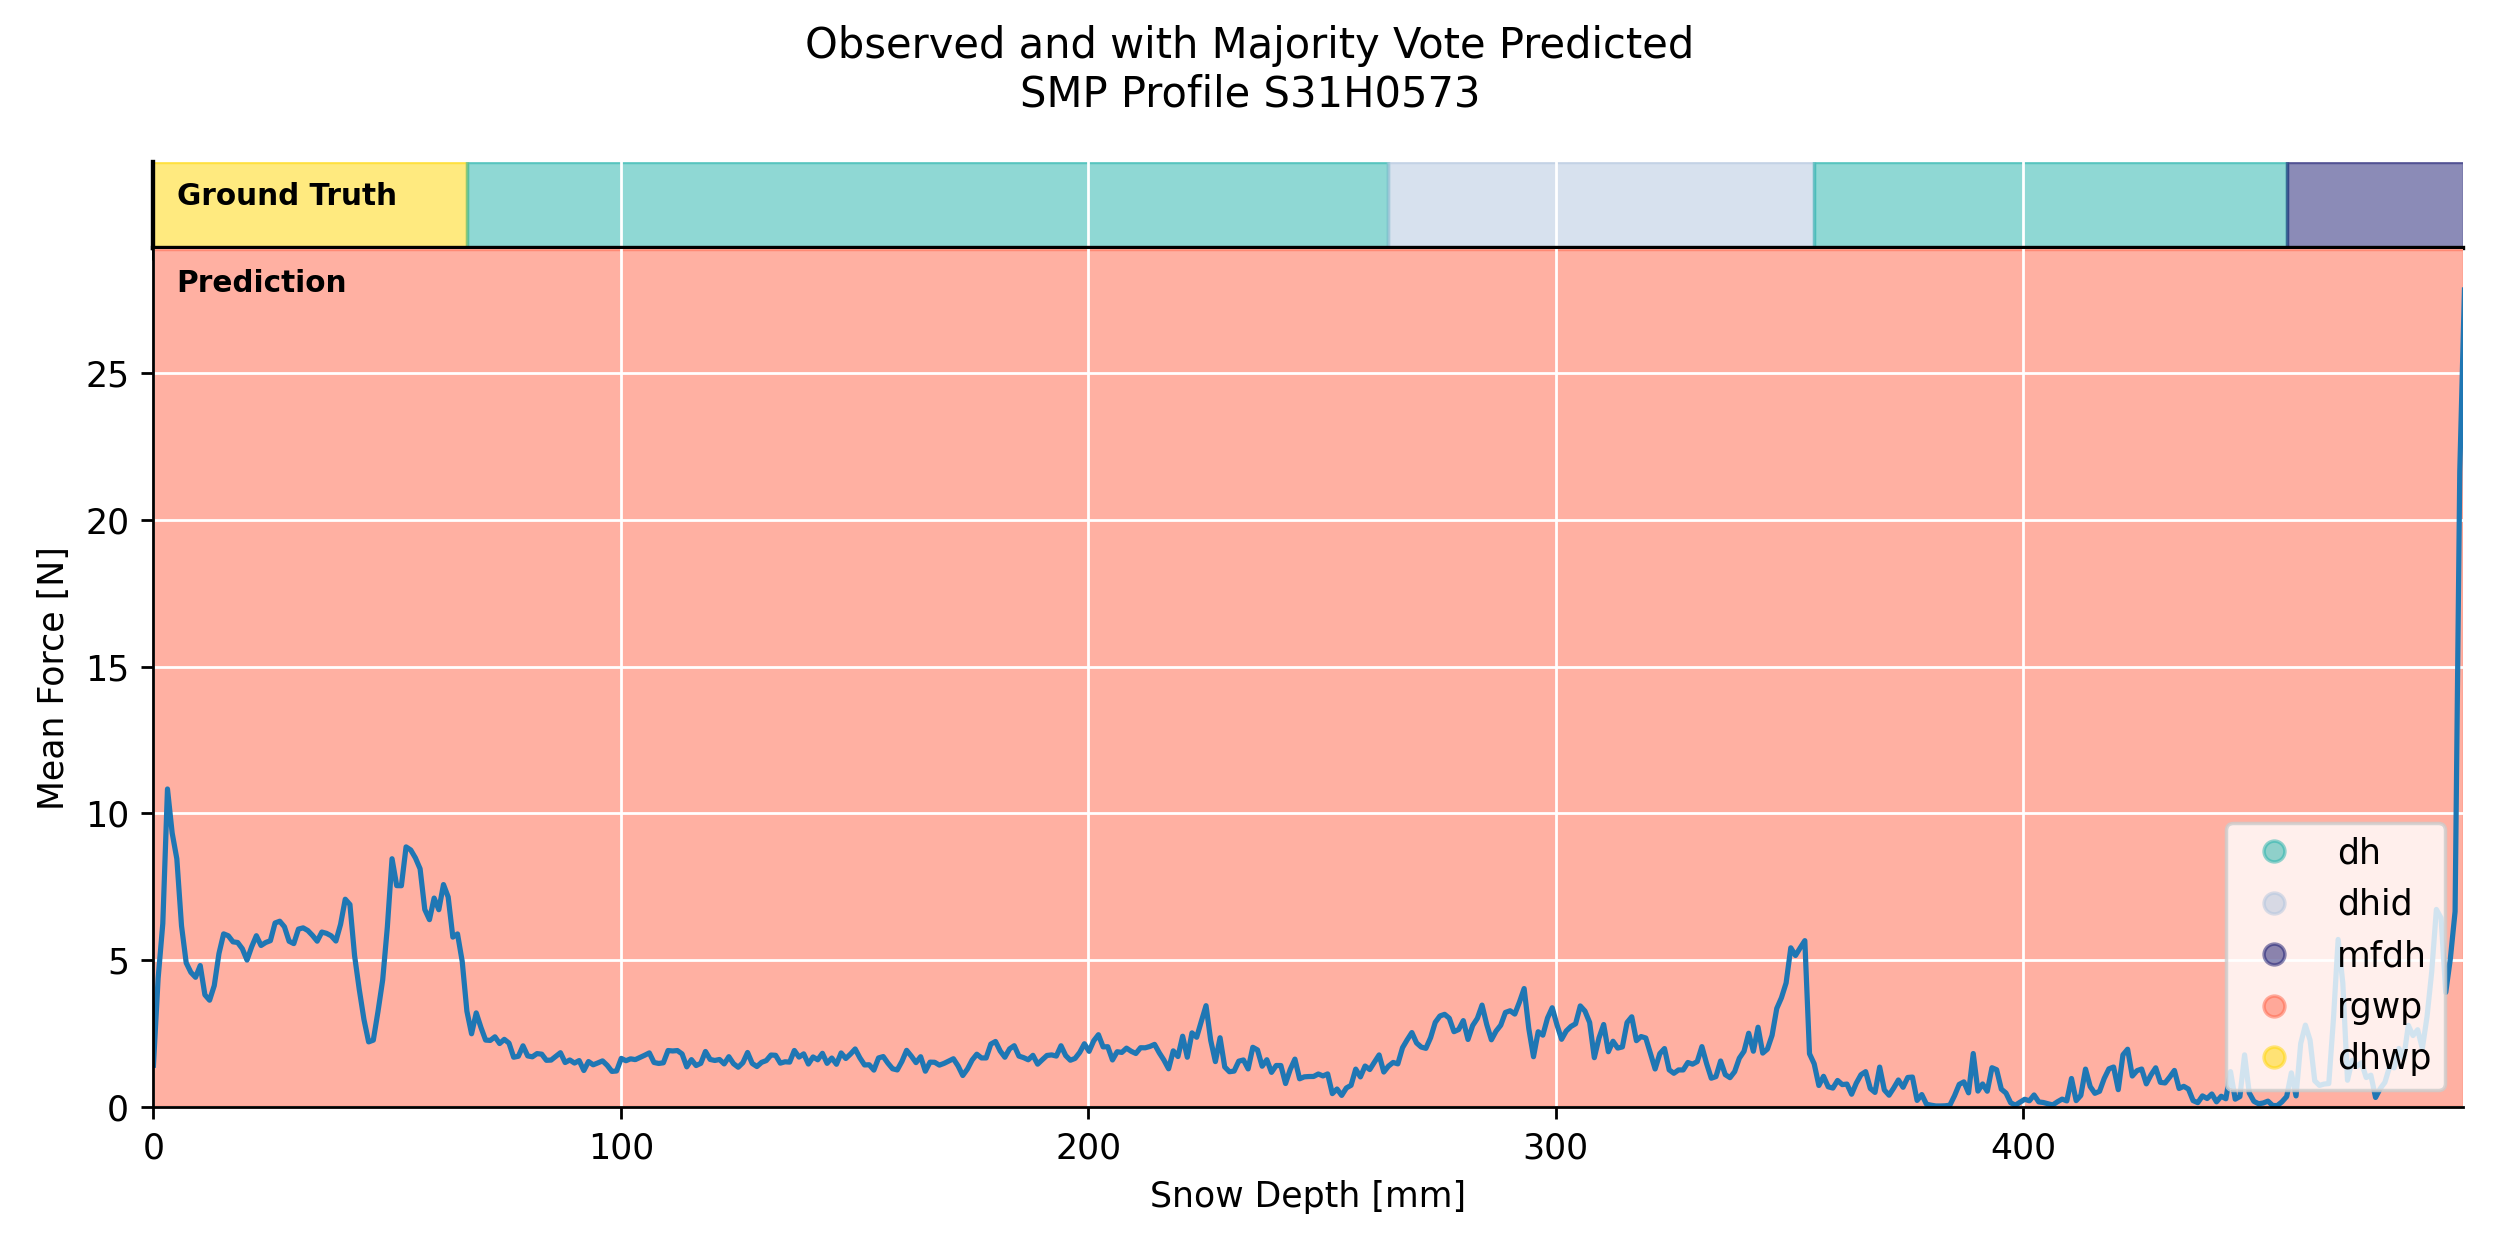 Observed and with Majority Vote Predicted
SMP Profile S31H0573
Ground Truth
Prediction
Mean Force [N]
25
20
15
10
5
0
0
100
200
300
400
Snow Depth [mm]
dh
dhid
mfdh
rgwp
dhwp